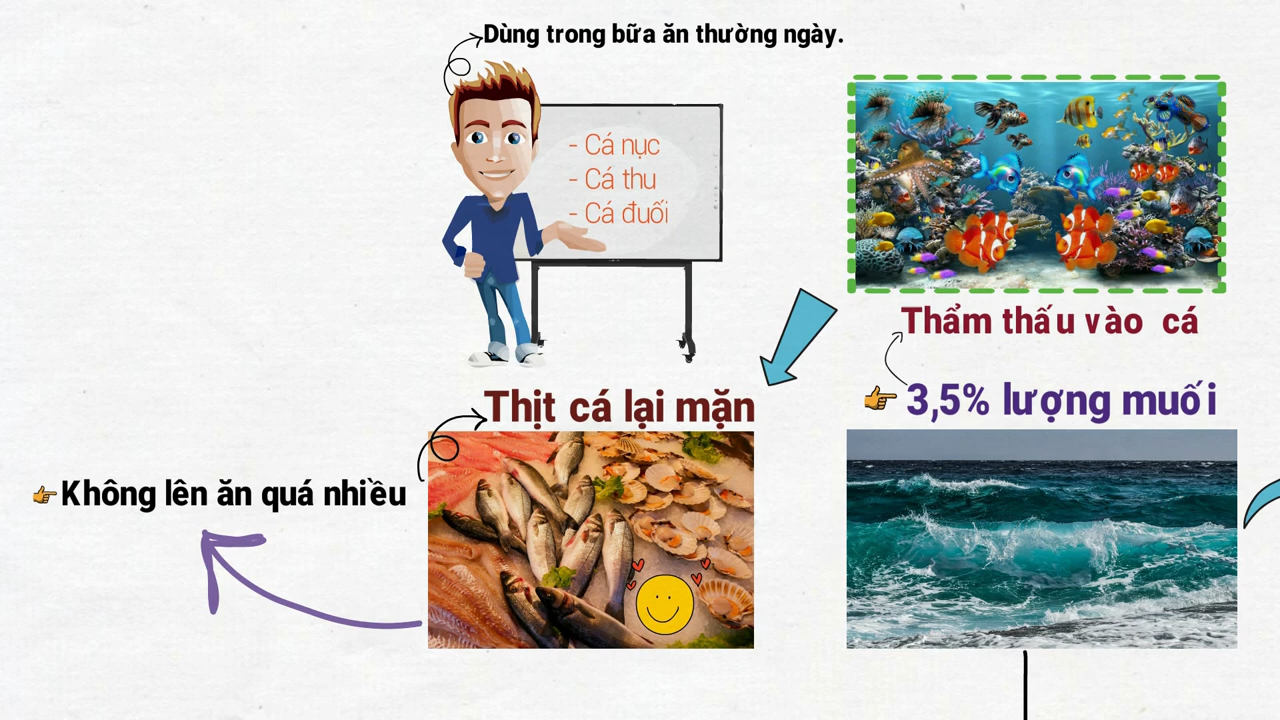 Dùng trong bữa ăn thường ngày.
- Cá nục
- Cá thu
- Cá đuối
Thẩm thấu vào cá
3,5% lượng muối
Thịt cá lại mặn
Không lên ăn quá nhiều